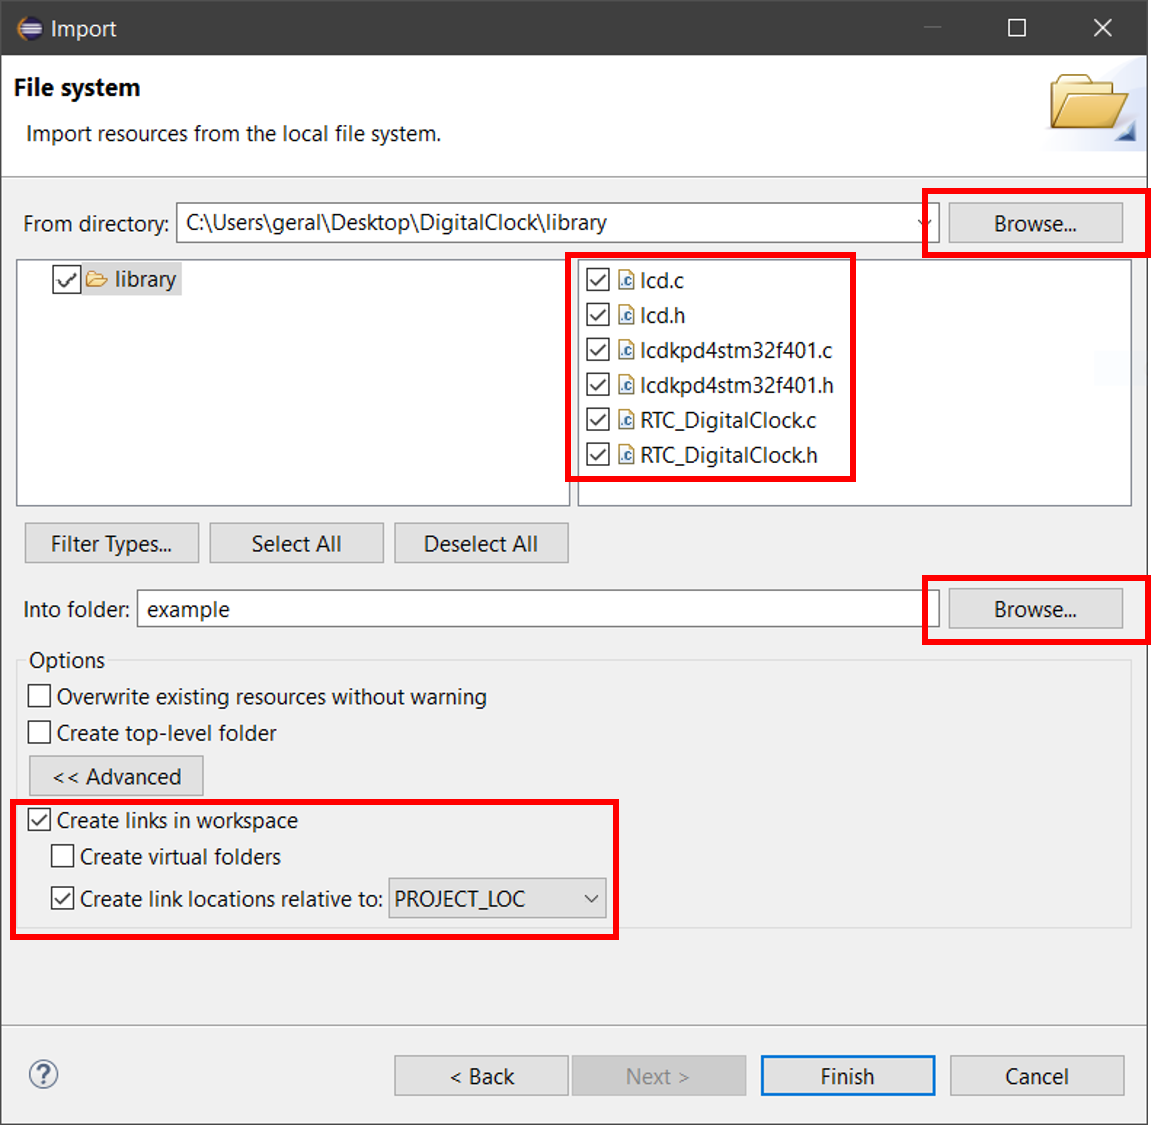 Import
File system
Import resources from the local file system.
From directory: C:\Users\geral\Desktop\DigitalClock\library Browse...
library
lcd.c
lcd.h
lcdkpd4stm32f401.c
lcdkpd4stm32f401.h
RTC_DigitalClock.c
RTC_DigitalClock.h
Filter Types... Select All Deselect All
Into folder: example Browse...
Options
Overwrite existing resources without warning
Create top-level folder
<< Advanced
Create links in workspace
Create virtual folders
Create link locations relative to: PROJECT_LOC
? < Back Next > Finish Cancel